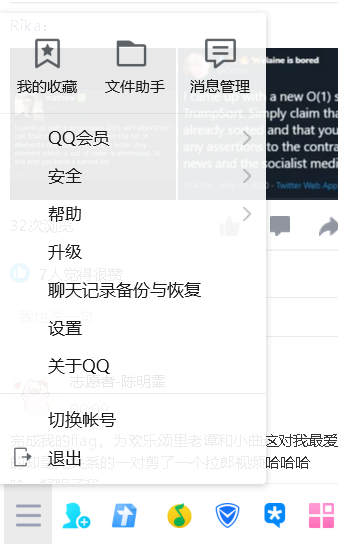 Rika:
我的收藏 文件助手 消息管理
elaine is bored
I came up with a new O(1) s
TrumpSort. Simply claim tha
already sorted and that you
any assertions to the contra
news and the socialist medi
Twitter Web App
QQ会员
安全
帮助
32次浏览
升级
7人觉得很赞
聊天记录备份与恢复
设置
关于QQ
志愿者-陈明霏
切换帐号
完成我的flag，为欢乐颂里老谭和小曲这对我最爱
系的一对剪了一个拉郎视频哈哈哈
退出